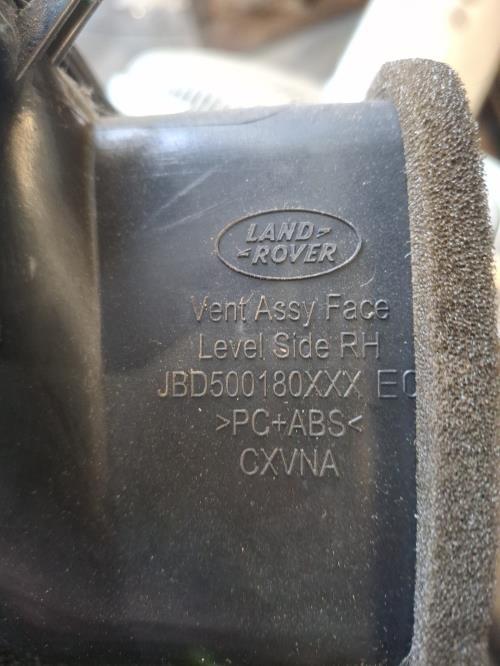 LAND-
-ROVER
Vent Assy Face
Level Side RH
JBD500180XXX EC
>PC+ABS<
CXVNA